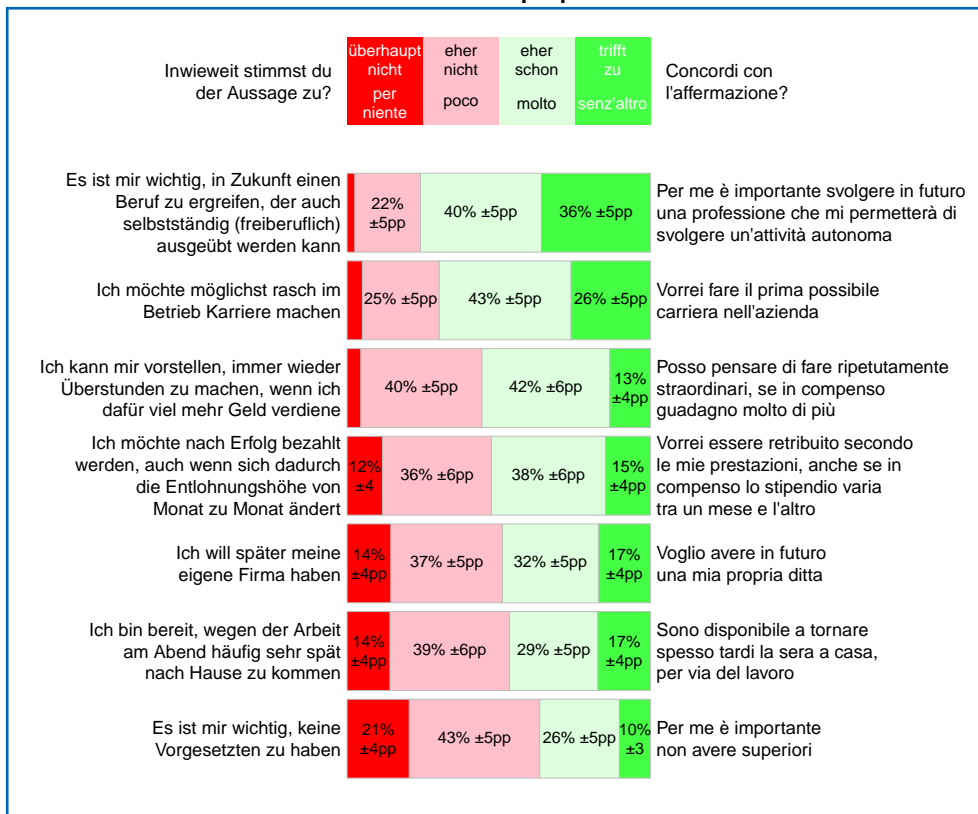 Inwieweit stimmst du
der Aussage zu?
überhaupt
nicht
per
niente
eher
nicht
poco
eher
schon
molto
trifft
zu
senz'altro
Concordi con
l'affermazione?
Es ist mir wichtig, in Zukunft einen
Beruf zu ergreifen, der auch
selbstständig (freiberuflich)
ausgeübt werden kann
22%
±5pp
40% ±5pp
36% ±5pp
Per me è importante svolgere in futuro
una professione che mi permetterà di
svolgere un'attività autonoma
Ich möchte möglichst rasch im
Betrieb Karriere machen
25% ±5pp
43% ±5pp
26% ±5pp
Vorrei fare il prima possibile
carriera nell'azienda
Ich kann mir vorstellen, immer wieder
Überstunden zu machen, wenn ich
dafür viel mehr Geld verdiene
40% ±5pp
42% ±6pp
13%
±4pp
Posso pensare di fare ripetutamente
straordinari, se in compenso
guadagno molto di più
Ich möchte nach Erfolg bezahlt
werden, auch wenn sich dadurch
die Entlohnungshöhe von
Monat zu Monat ändert
12%
±4
36% ±6pp
38% ±6pp
15%
±4pp
Vorrei essere retribuito secondo
le mie prestazioni, anche se in
compenso lo stipendio varia
tra un mese e l'altro
Ich will später meine
eigene Firma haben
14%
±4pp
37% ±5pp
32% ±5pp
17%
±4pp
Voglio avere in futuro
una mia propria ditta
Ich bin bereit, wegen der Arbeit
am Abend häufig sehr spät
nach Hause zu kommen
14%
±4pp
39% ±6pp
29% ±5pp
17%
±4pp
Sono disponibile a tornare
spesso tardi la sera a casa,
per via del lavoro
Es ist mir wichtig, keine
Vorgesetzten zu haben
21%
±4pp
43% ±5pp
26% ±5pp
10%
±3
Per me è importante
non avere superiori